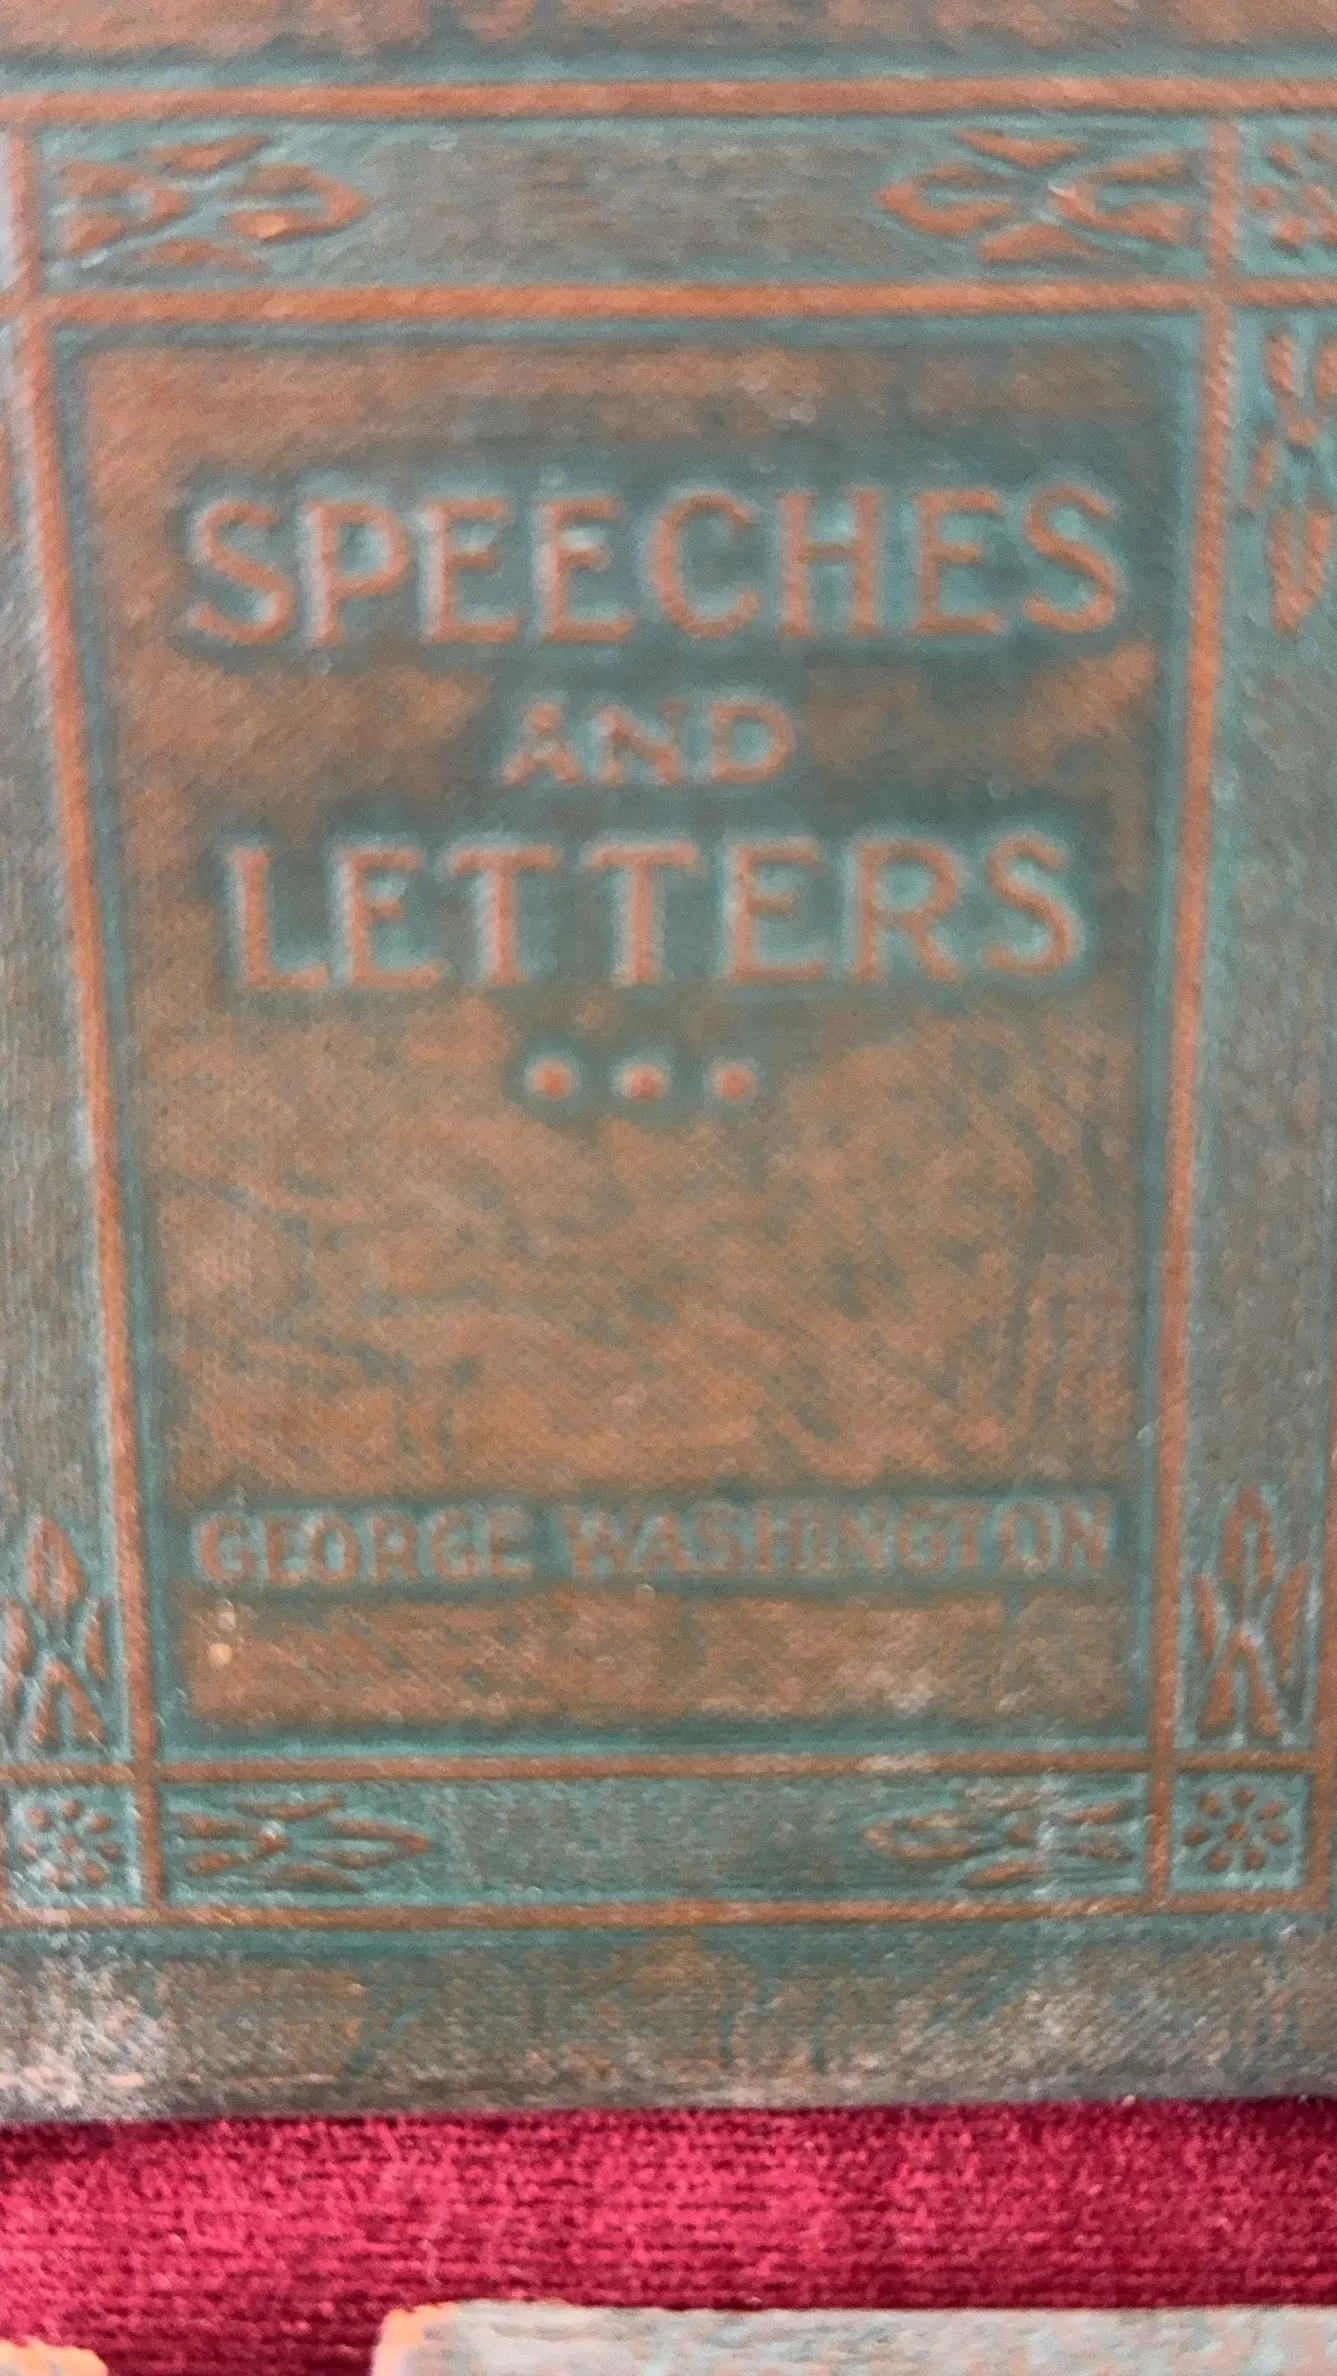 SPEECHES
AND
LETTERS
•••
GEORGE WASHINGTON